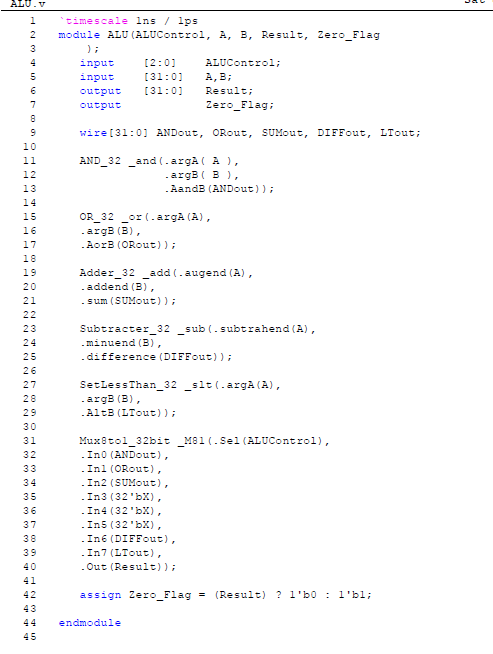 ALU.v
1 `timescale 1ns / 1ps
2 module ALU(ALUControl, A, B, Result, Zero_Flag
3     );
4    input    [2:0]    ALUControl;
5    input    [31:0]   A,B;
6    output   [31:0]   Result;
7    output            Zero_Flag;
8
9    wire[31:0] ANDout, ORout, SUMout, DIFFout, LTout;
10
11    AND_32 _and(.argA( A ),
12                .argB( B ),
13                .AandB(ANDout));
14
15    OR_32 _or(.argA(A),
16    .argB(B),
17    .AorB(ORout));
18
19    Adder_32 _add(.augend(A),
20    .addend(B),
21    .sum(SUMout));
22
23    Subtracter_32 _sub(.subtrahend(A),
24    .minuend(B),
25    .difference(DIFFout));
26
27    SetLessThan_32 _slt(.argA(A),
28    .argB(B),
29    .AltB(LTout));
30
31    Mux8to1_32bit _M81(.Sel(ALUControl),
32    .In0(ANDout),
33    .In1(ORout),
34    .In2(SUMout),
35    .In3(32'bX),
36    .In4(32'bX),
37    .In5(32'bX),
38    .In6(DIFFout),
39    .In7(LTout),
40    .Out(Result));
41
42    assign Zero_Flag = (Result) ? 1'b0 : 1'b1;
43
44 endmodule
45